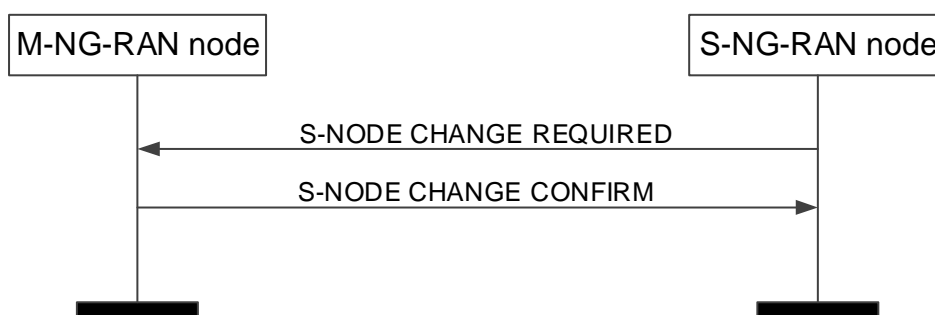 M-NG-RAN node
S-NG-RAN node
S-NODE CHANGE REQUIRED
S-NODE CHANGE CONFIRM